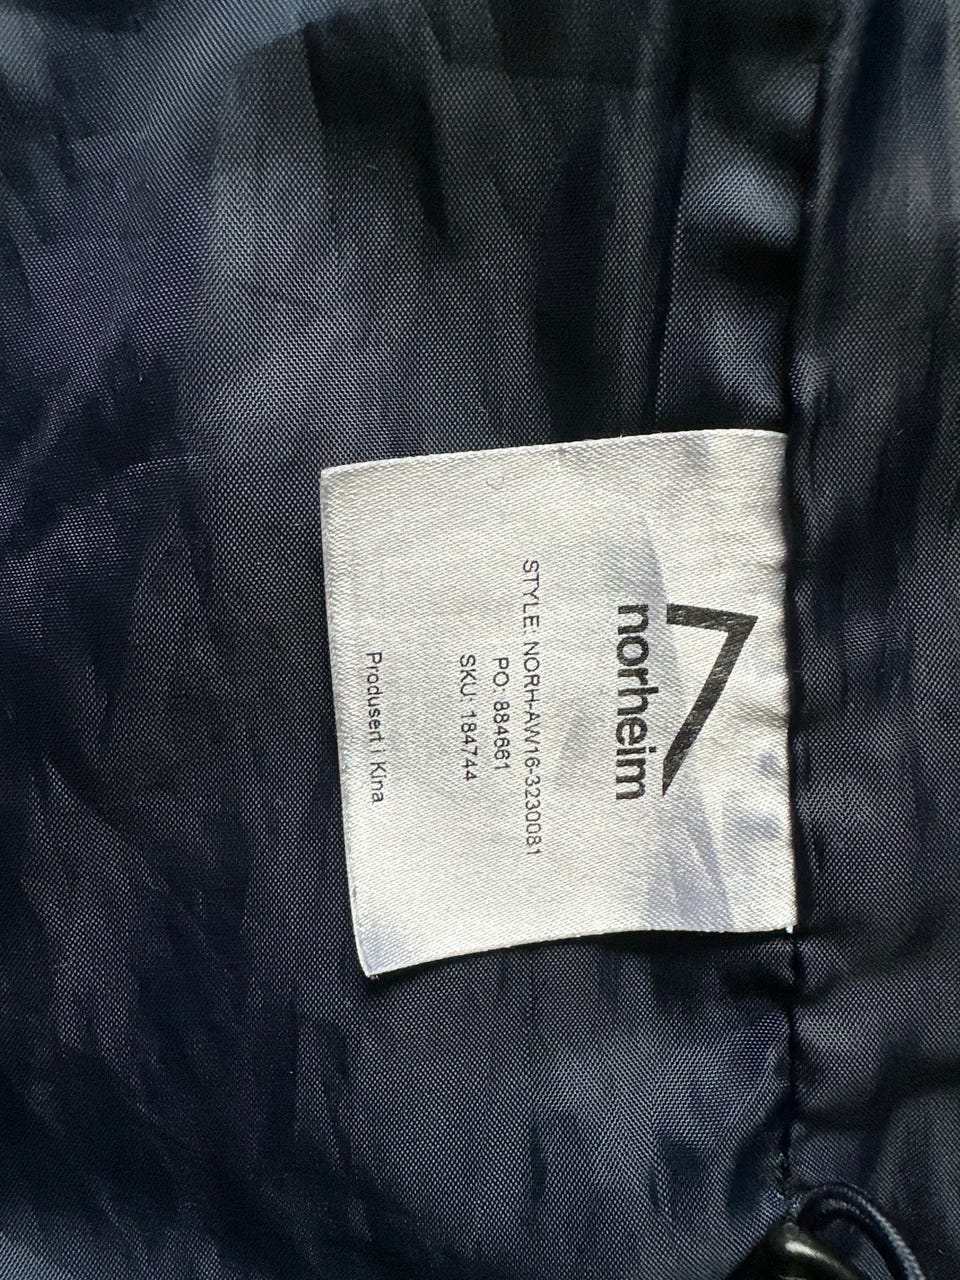 norheim
STYLE: NORH-AW16-3230081
PO: 884661
SKU: 184744
Produsert i Kina